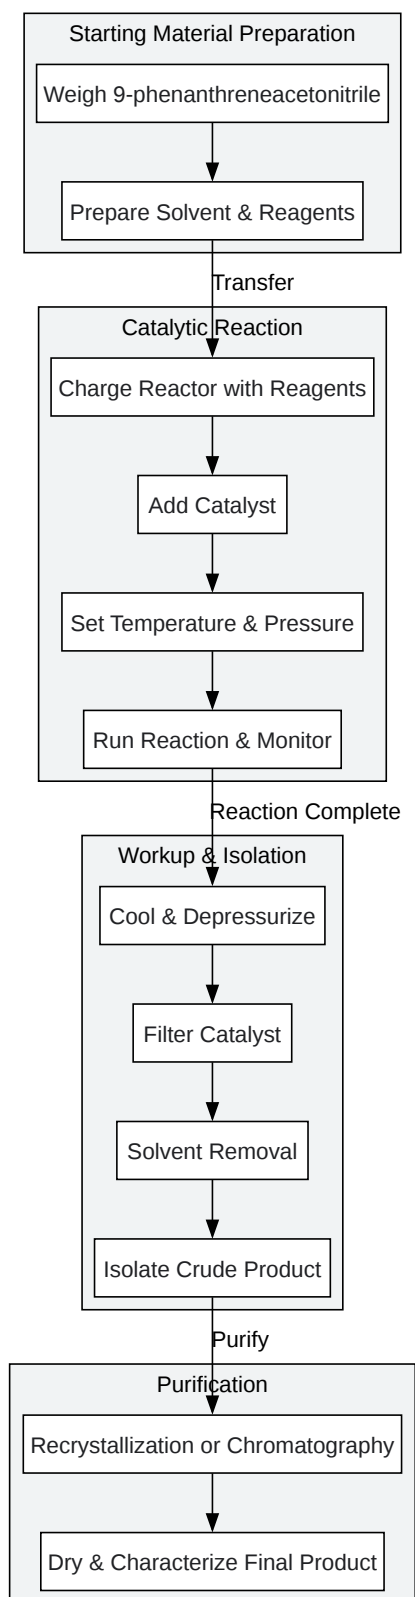 Starting Material Preparation
Weigh 9-phenanthreneacetonitrile
Prepare Solvent & Reagents
Transfer
Catalytic Reaction
Charge Reactor with Reagents
Add Catalyst
Set Temperature & Pressure
Run Reaction & Monitor
Reaction Complete
Workup & Isolation
Cool & Depressurize
Filter Catalyst
Solvent Removal
Isolate Crude Product
Purify
Purification
Recrystallization or Chromatography
Dry & Characterize Final Product